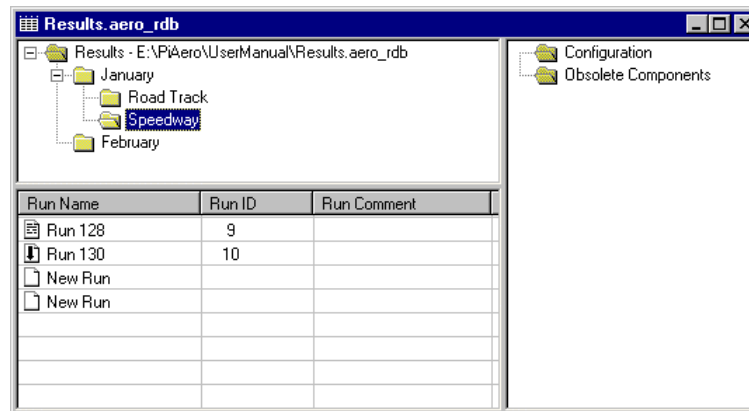 Results.aero_rdb
Results - E:\PiAero\UserManual\Results.aero_rdb
January
Road Track
Speedway
February
Configuration
Obsolete Components
Run Name Run ID Run Comment
Run 128 9
Run 130 10
New Run
New Run